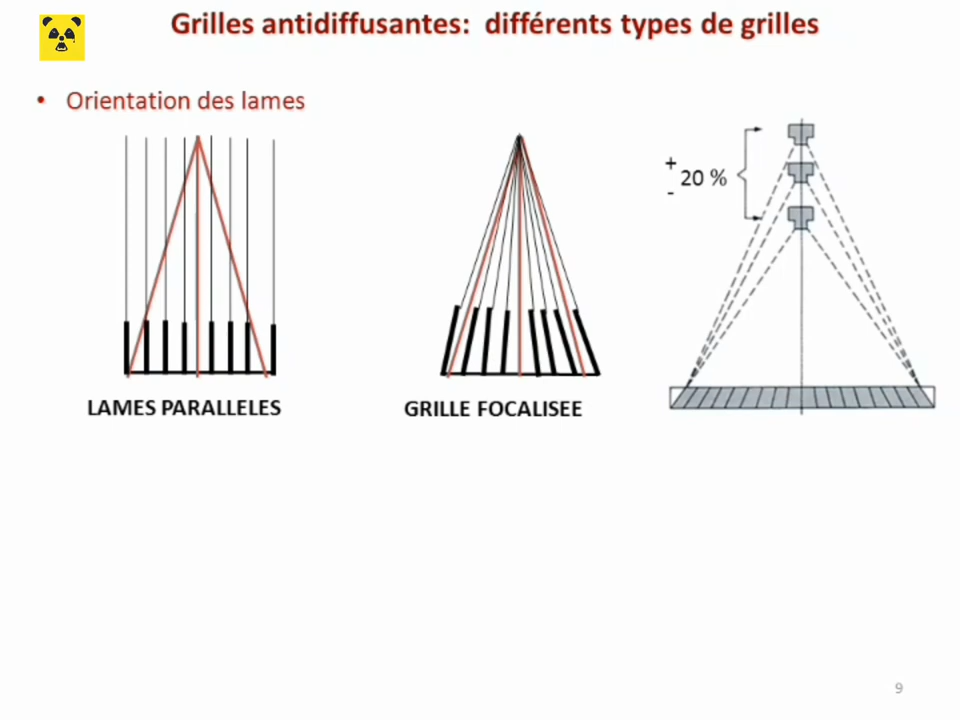 Grilles antidiffusantes: différents types de grilles
• Orientation des lames
+
- 20 %
LAMES PARALLELES
GRILLE FOCALISEE
9